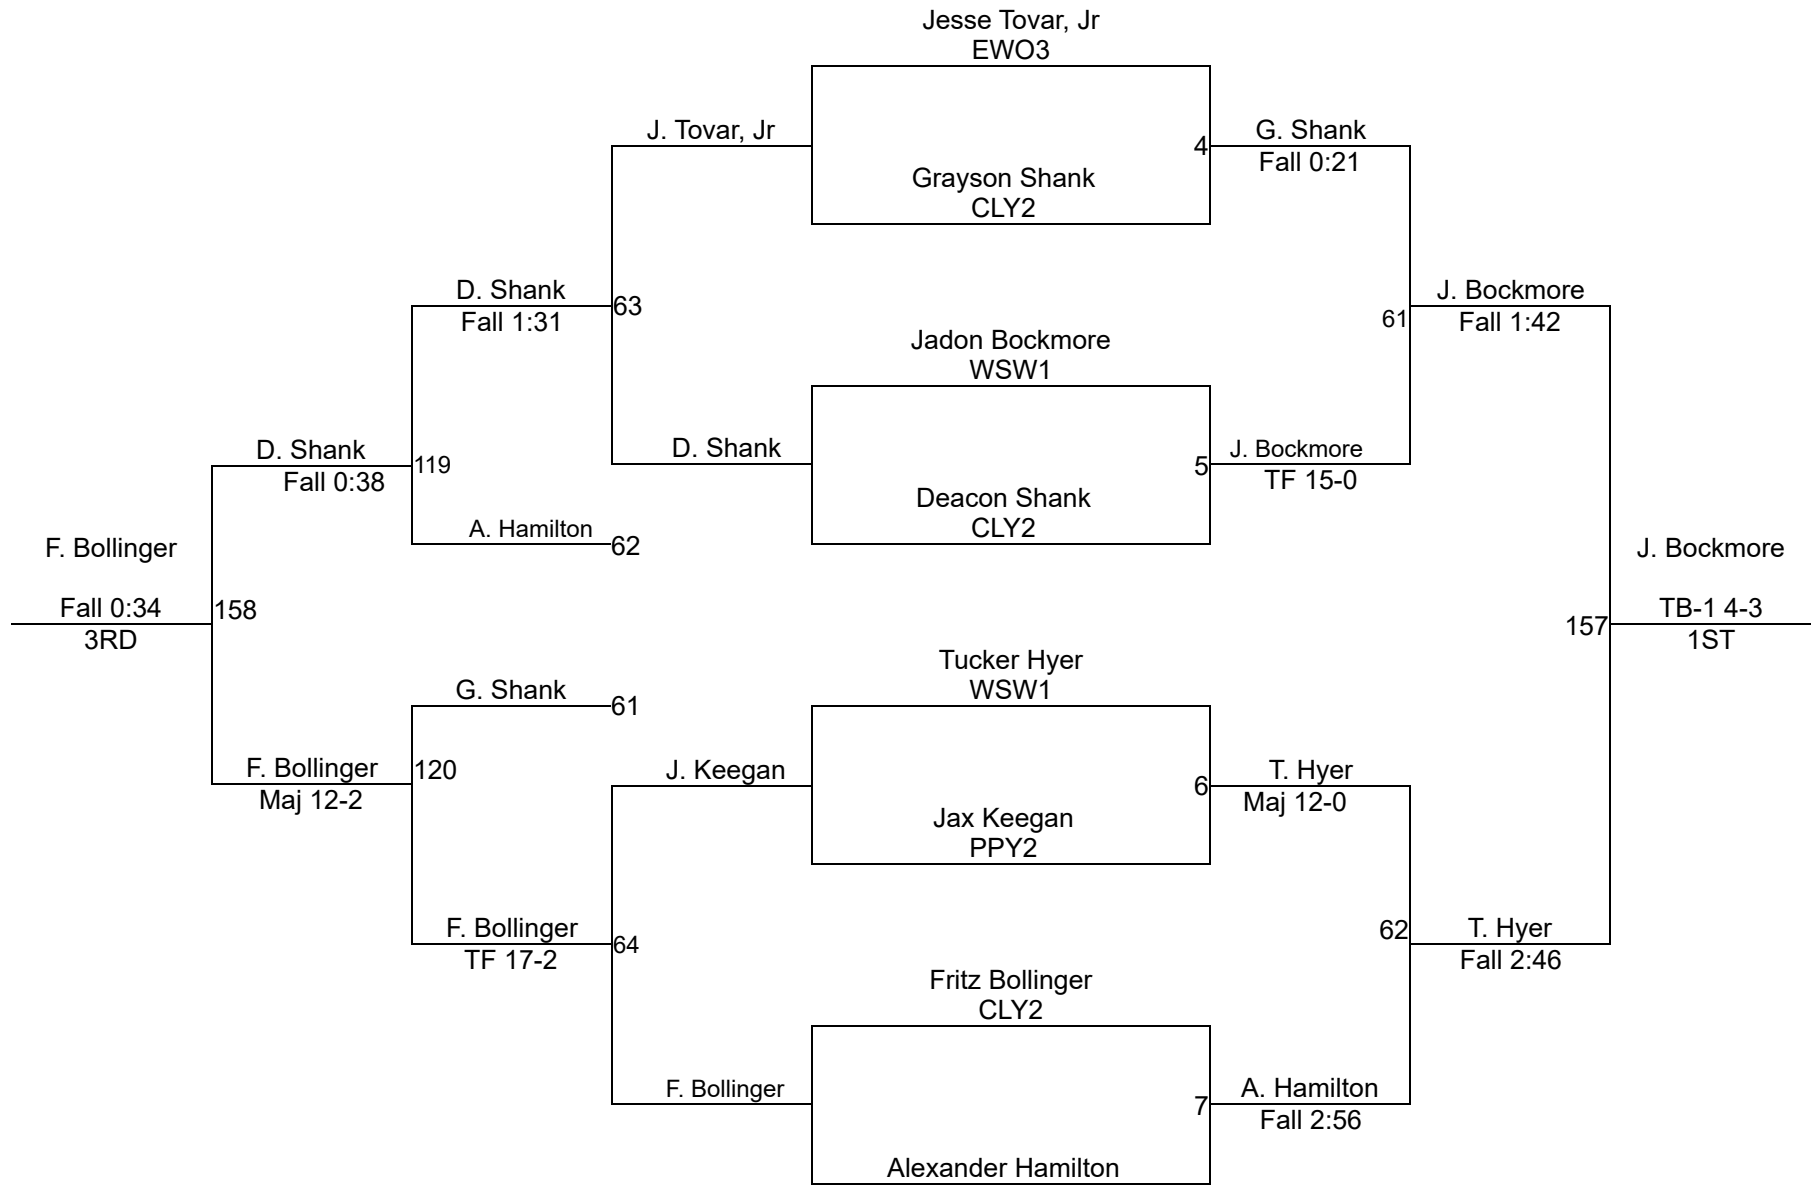 Jesse Tovar, Jr
EWO3
J. Tovar, Jr
4
G. Shank
Fall 0:21
Grayson Shank
CLY2
D. Shank
Fall 1:31
63
J. Bockmore
Fall 1:42
61
Jadon Bockmore
WSW1
D. Shank
Fall 0:38
119
D. Shank
5
J. Bockmore
TF 15-0
Deacon Shank
CLY2
A. Hamilton
62
F. Bollinger
Fall 0:34
3RD
158
J. Bockmore
TB-1 4-3
1ST
157
Tucker Hyer
WSW1
G. Shank
61
F. Bollinger
Maj 12-2
120
J. Keegan
6
T. Hyer
Maj 12-0
Jax Keegan
PPY2
F. Bollinger
TF 17-2
64
62
T. Hyer
Fall 2:46
Fritz Bollinger
CLY2
F. Bollinger
7
A. Hamilton
Fall 2:56
Alexander Hamilton